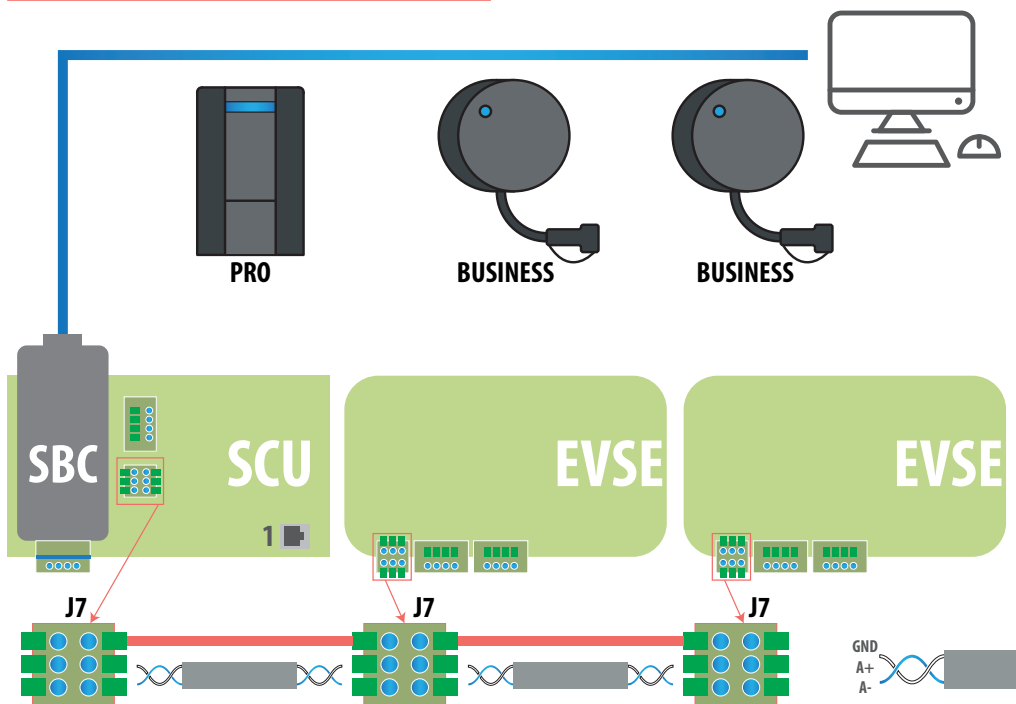 PRO
BUSINESS
BUSINESS
SBC
SCU
EVSE
EVSE
1
J7
J7
J7
GND
A+
A-